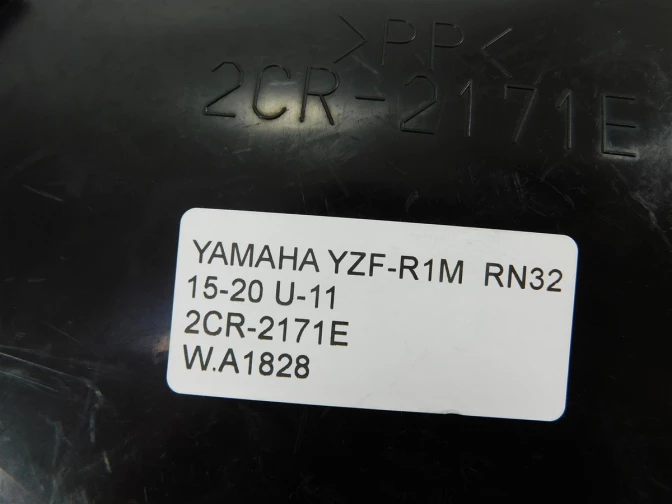 >PP<
2CR-2171E
YAMAHA YZF-R1M RN32
15-20 U-11
2CR-2171E
W.A1828